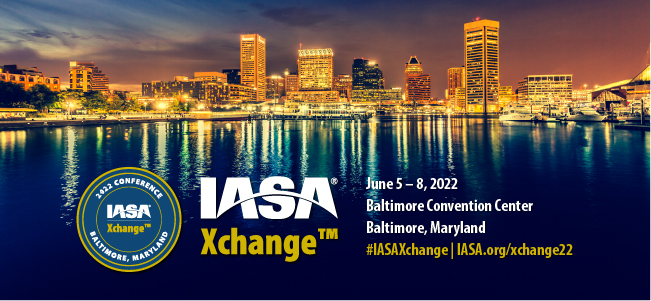 2022 CONFERENCE
IASA®
Xchange™
BALTIMORE, MARYLAND
IASA®
Xchange™
June 5 – 8, 2022
Baltimore Convention Center
Baltimore, Maryland
#IASAXchange | IASA.org/xchange22